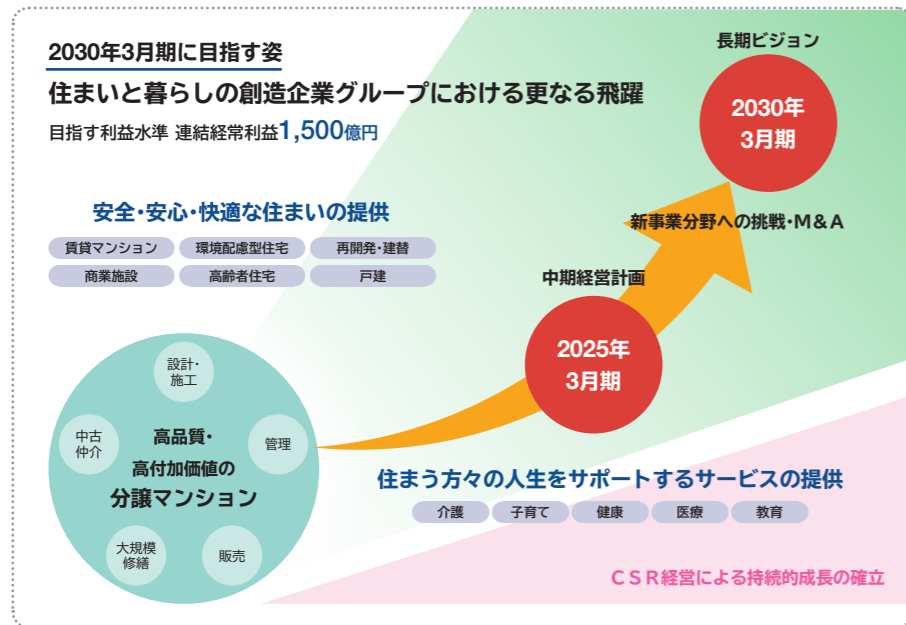 2030年3月期に目指す姿
住まいと暮らしの創造企業グループにおける更なる飛躍
目指す利益水準 連結経常利益1,500億円
長期ビジョン
2030年
3月期
新事業分野への挑戦・M&A
安全・安心・快適な住まいの提供
賃貸マンション 環境配慮型住宅 再開発・建替
商業施設 高齢者住宅 戸建
中期経営計画
2025年
3月期
設計・
施工
中古
仲介
高品質・
高付加価値の
分譲マンション
管理
大規模
修繕
販売
住まう方々の人生をサポートするサービスの提供
介護 子育て 健康 医療 教育
CSR経営による持続的成長の確立